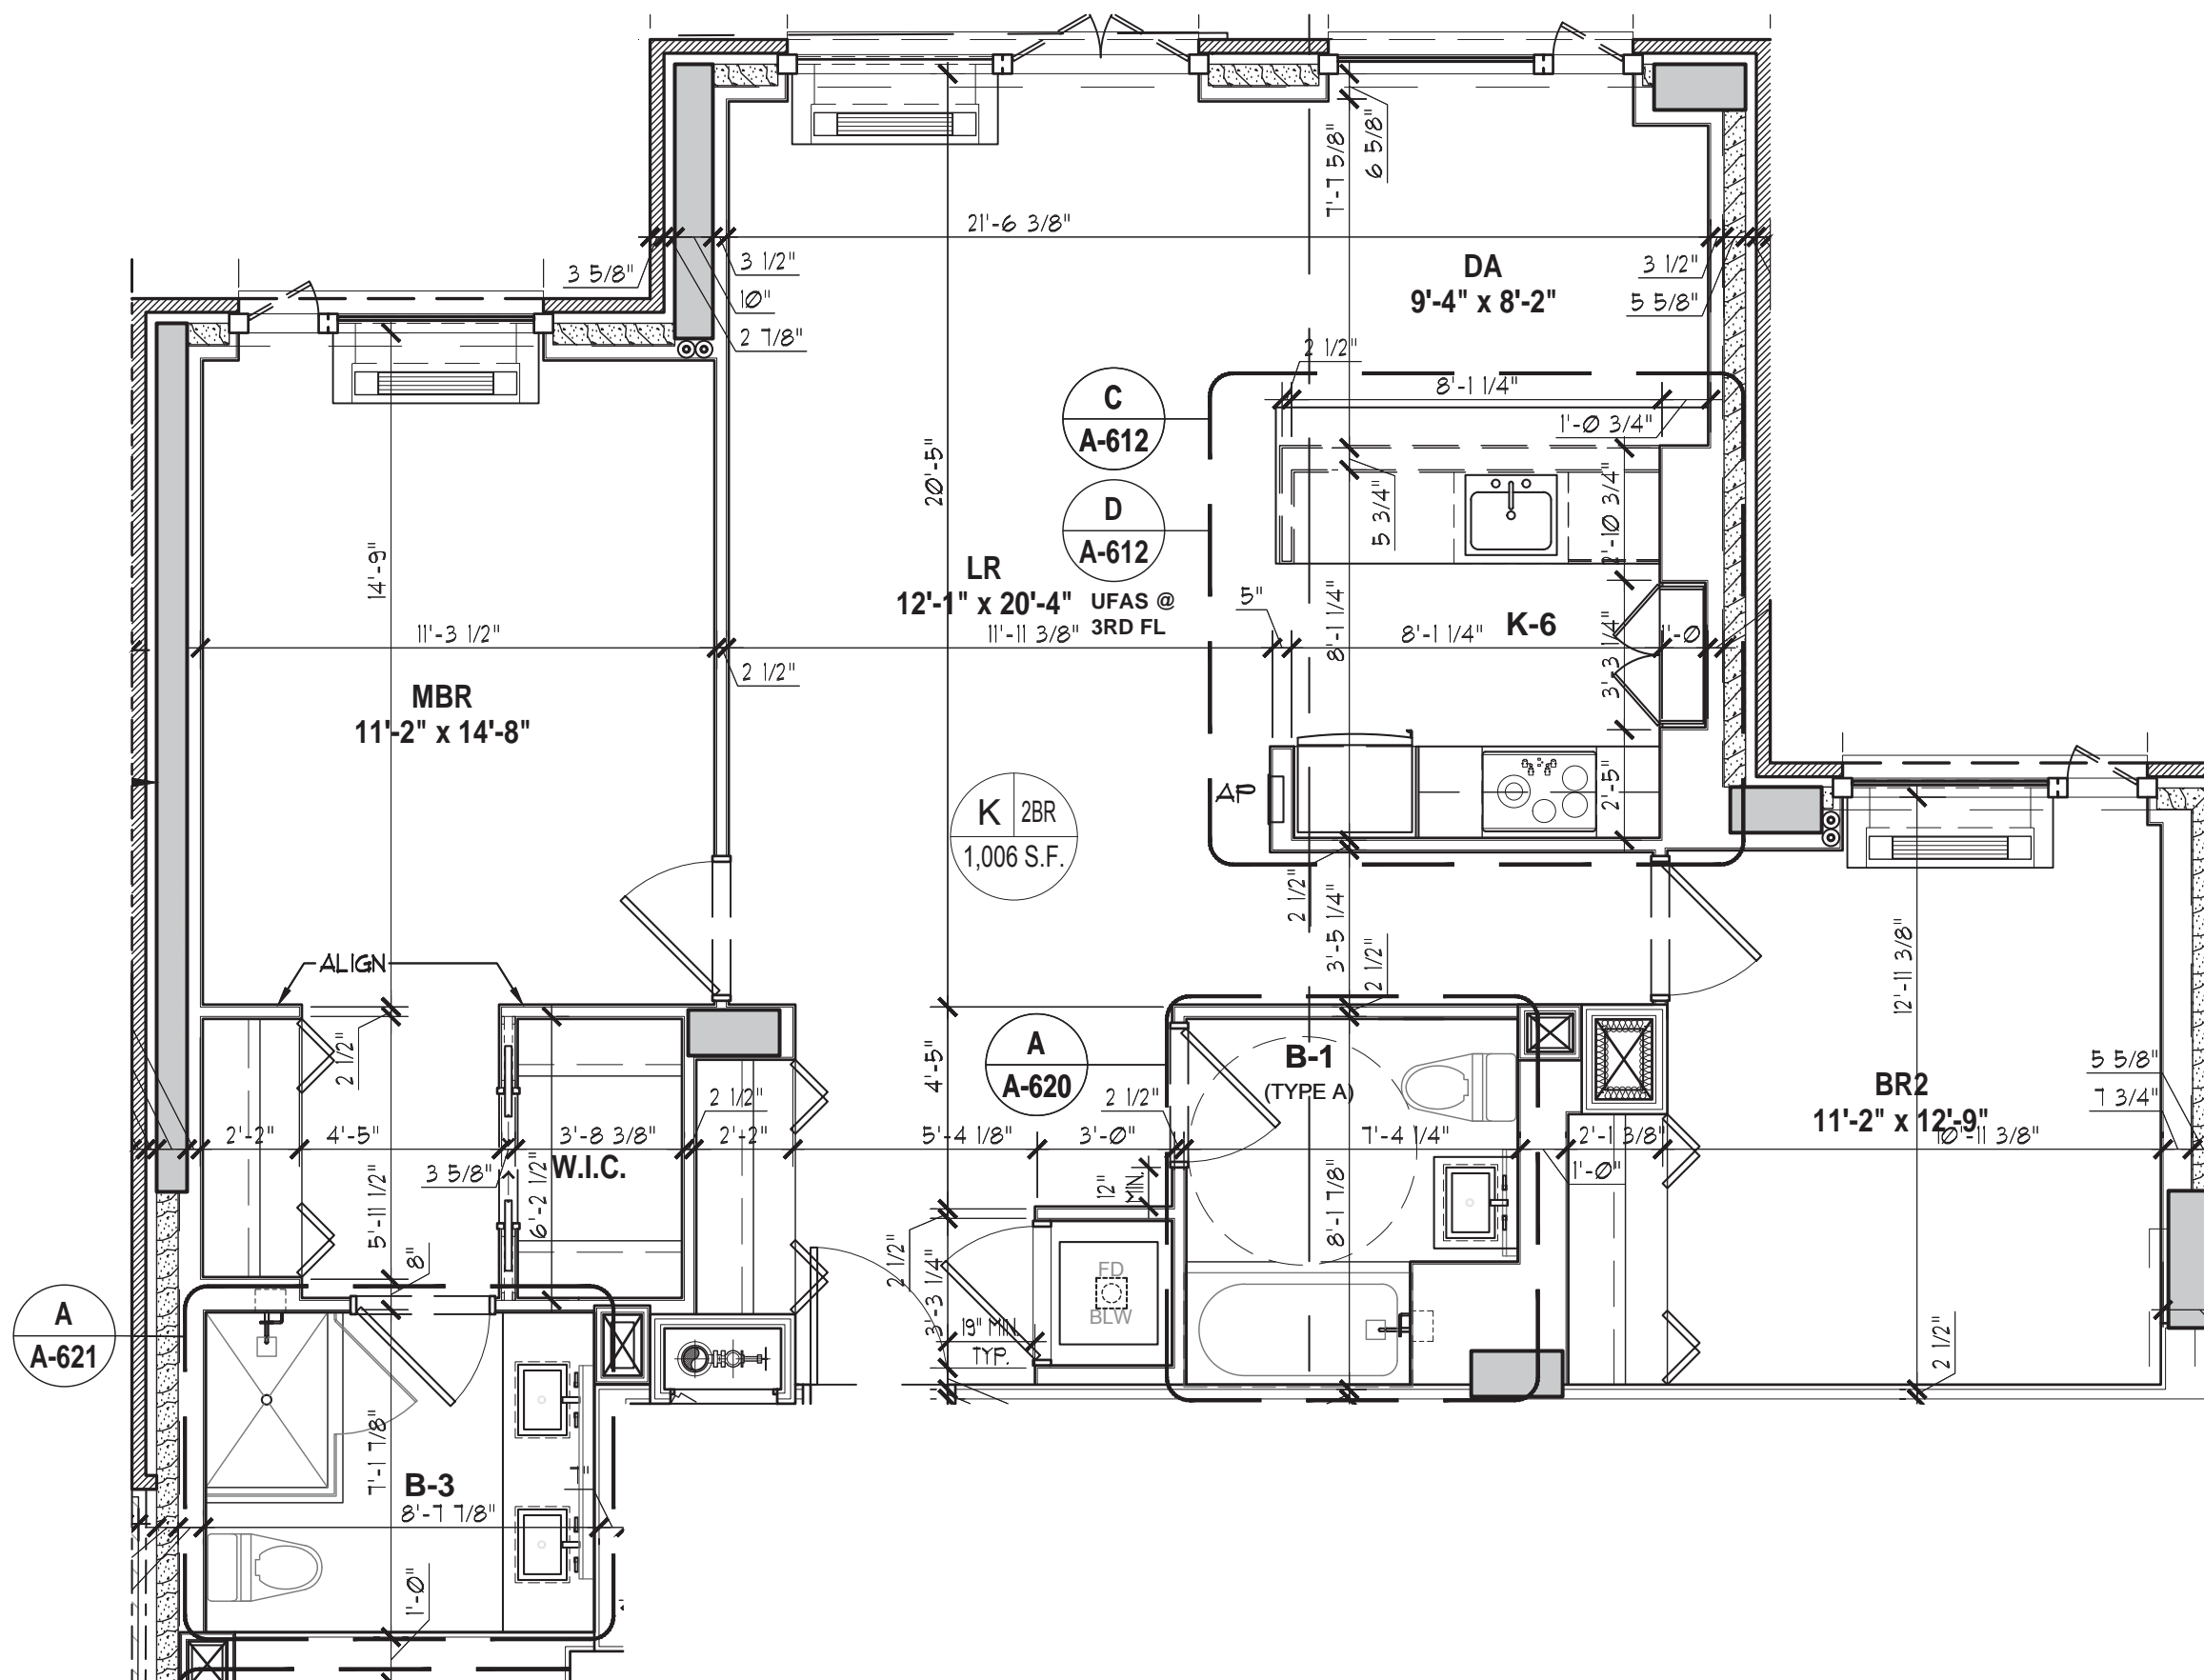 21'-6 3/8"
7'-7 5/8"
6 5/8"
3 5/8"
3 1/2"
10"
2 7/8"
DA
9'-4" x 8'-2"
3 1/2"
5 5/8"
2 1/2"
8'-1 1/4"
1'-0 3/4"
C
A-612
D
A-612
20'-5"
5 3/4"
2'-10 3/4"
14'-9"
LR
12'-1" x 20'-4"
UFAS @
3RD FL
11'-3 1/2"
11'-11 3/8"
5"
8'-1 1/4"
8'-1 1/4"
K-6
1'-0
3'-3 1/4"
2 1/2"
MBR
11'-2" x 14'-8"
AP
2'-5"
K
2BR
1,006 S.F.
2 1/2"
3'-5 1/4"
2 1/2"
12'-11 3/8"
ALIGN
2 1/2"
4'-5"
A
A-620
B-1
(TYPE A)
BR2
11'-2" x 12'-9"
5 5/8"
7 3/4"
2 1/2"
2 1/2"
2'-2"
4'-5"
3'-8 3/8"
2'-2"
5'-4 1/8"
3'-0"
7'-4 1/4"
2'-1 3/8"
10'-11 3/8"
3 5/8"
W.I.C.
1'-0"
5'-11 1/2"
6'-2 1/2"
12"
MIN.
8'-1 7/8"
8"
2 1/2"
3'-3 1/4"
FD
BLW
19" MIN.
TYP.
2 1/2"
A
A-621
7'-1 7/8"
B-3
8'-7 7/8"
1"
1'-0"